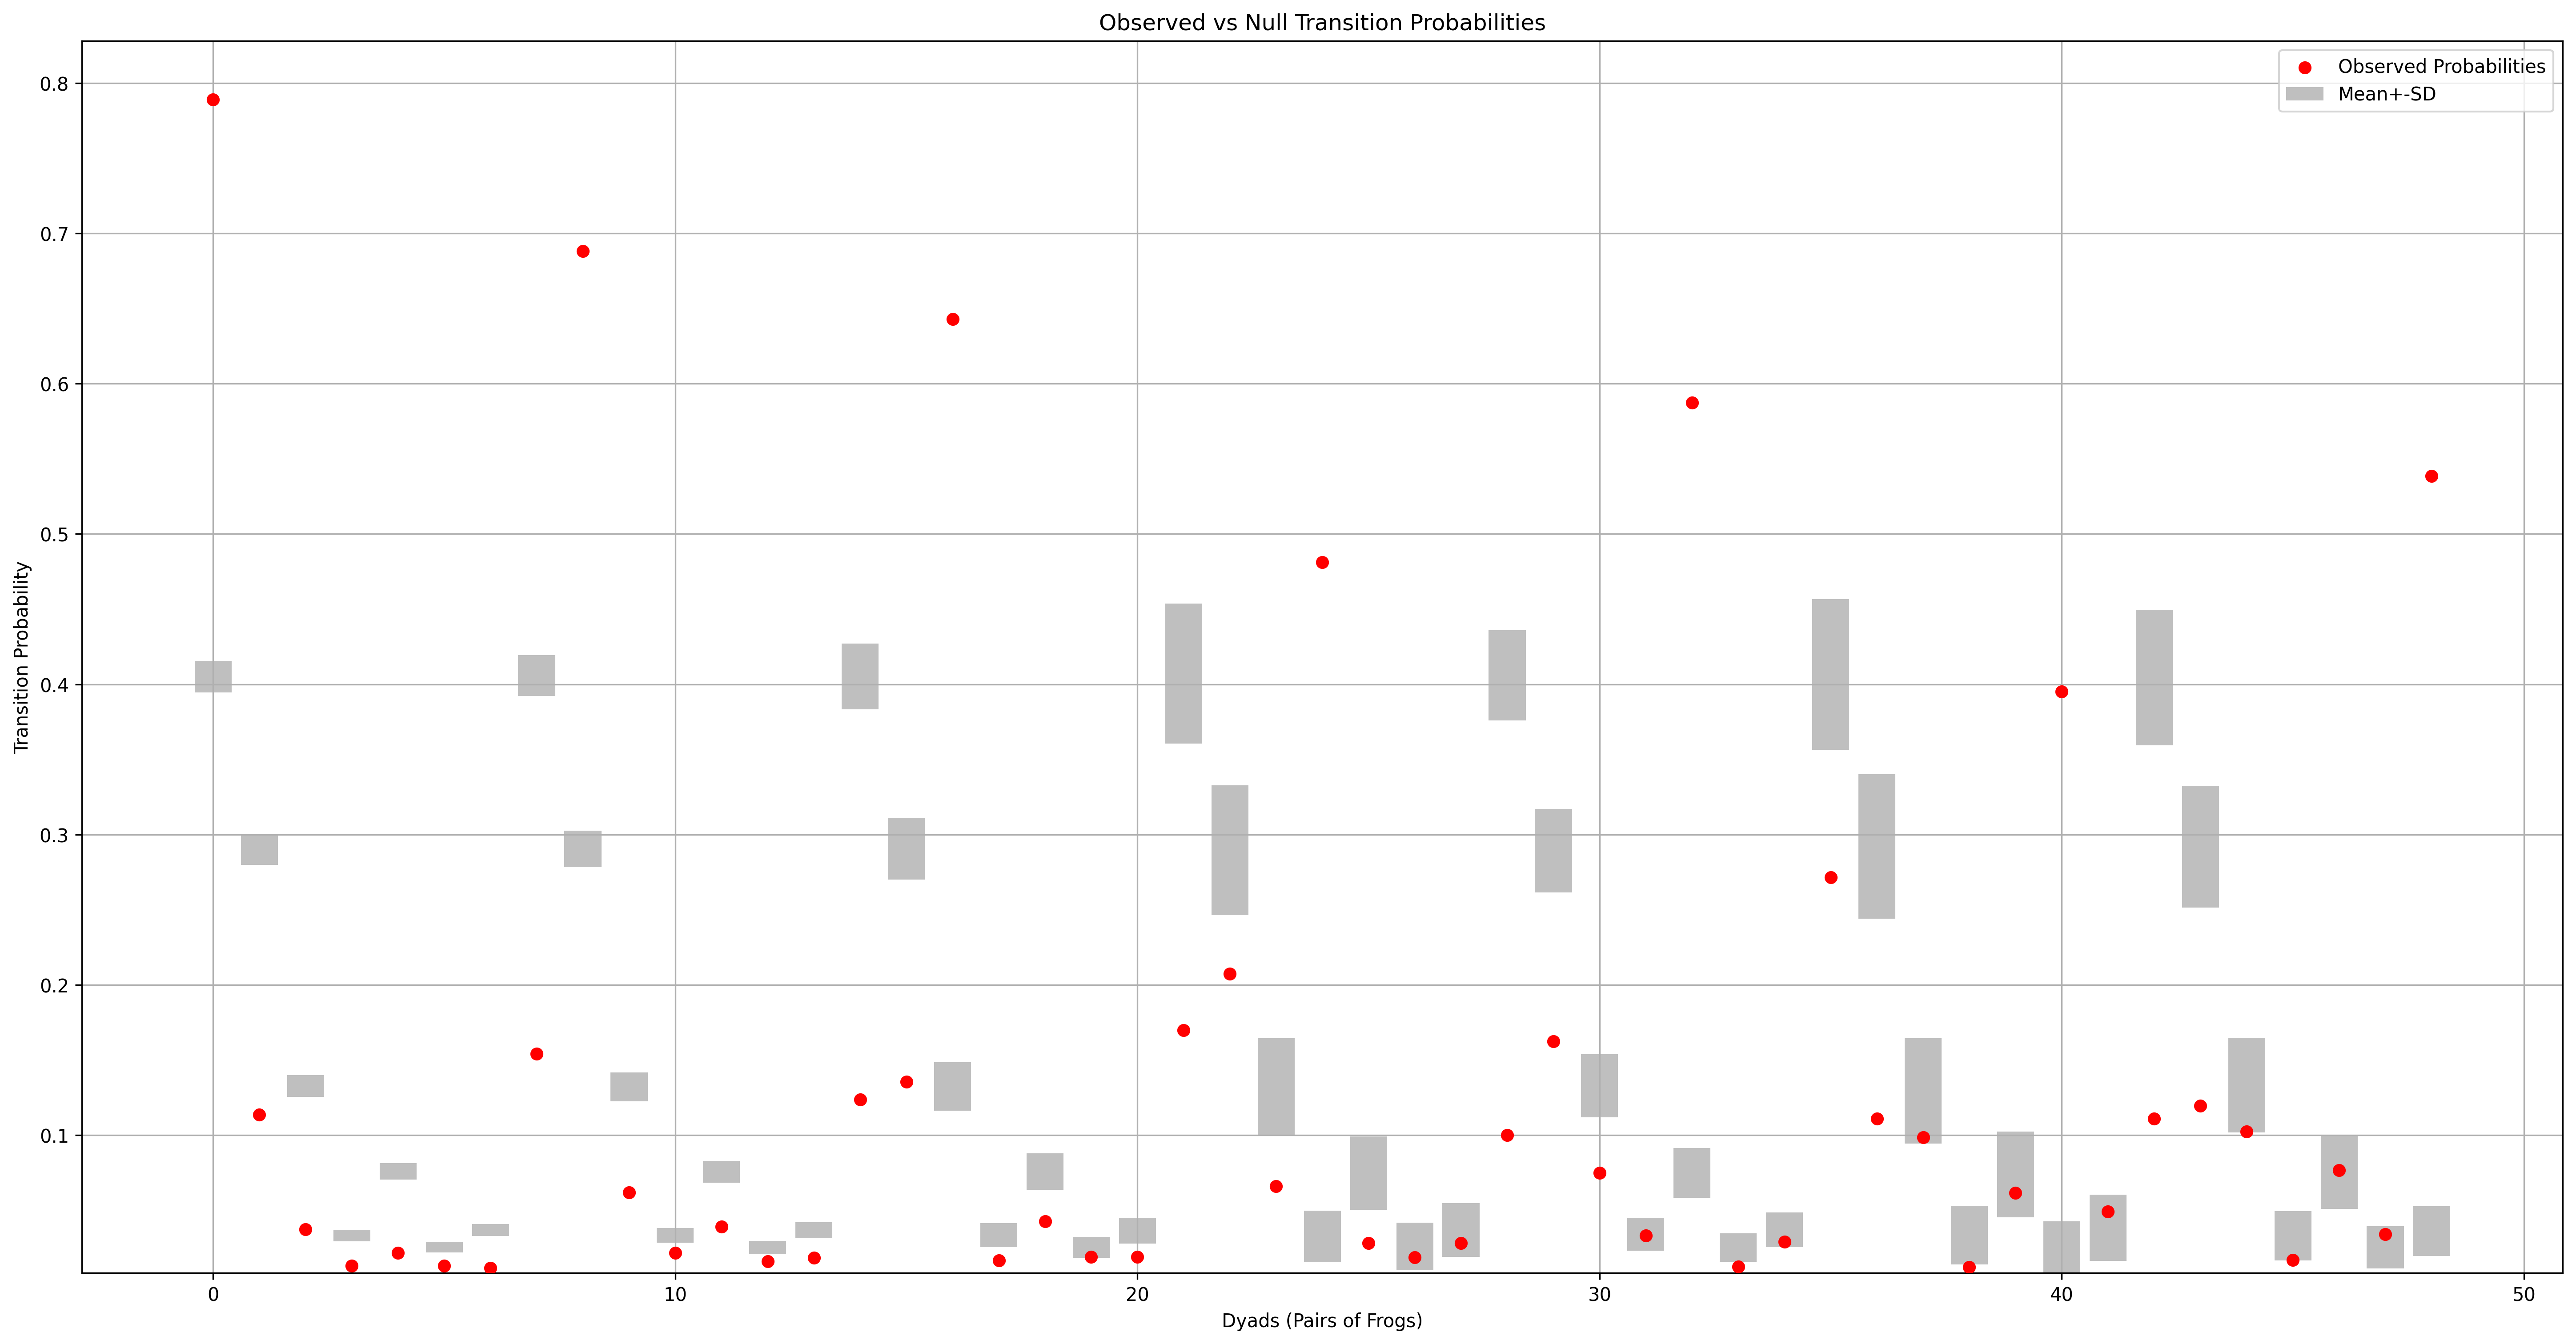 Observed vs Null Transition Probabilities
Observed Probabilities
Mean+-SD
Transition Probability
0.8
0.7
0.6
0.5
0.4
0.3
0.2
0.1
0 10 20 30 40 50
Dyads (Pairs of Frogs)